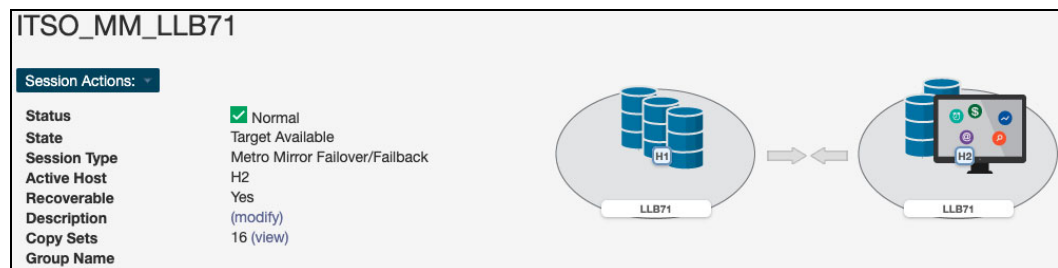 ITSO_MM_LLB71
Session Actions:
Status Normal
State Target Available
Session Type Metro Mirror Failover/Failback
Active Host H2
Recoverable Yes
Description (modify)
Copy Sets 16 (view)
Group Name
H1
LLB71
$
@
H2
LLB71